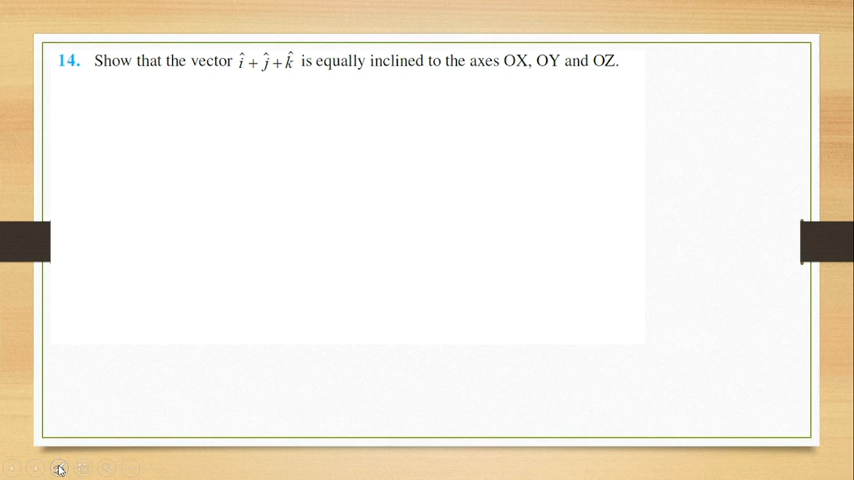 14. Show that the vector î + ĵ + k̂ is equally inclined to the axes OX, OY and OZ.